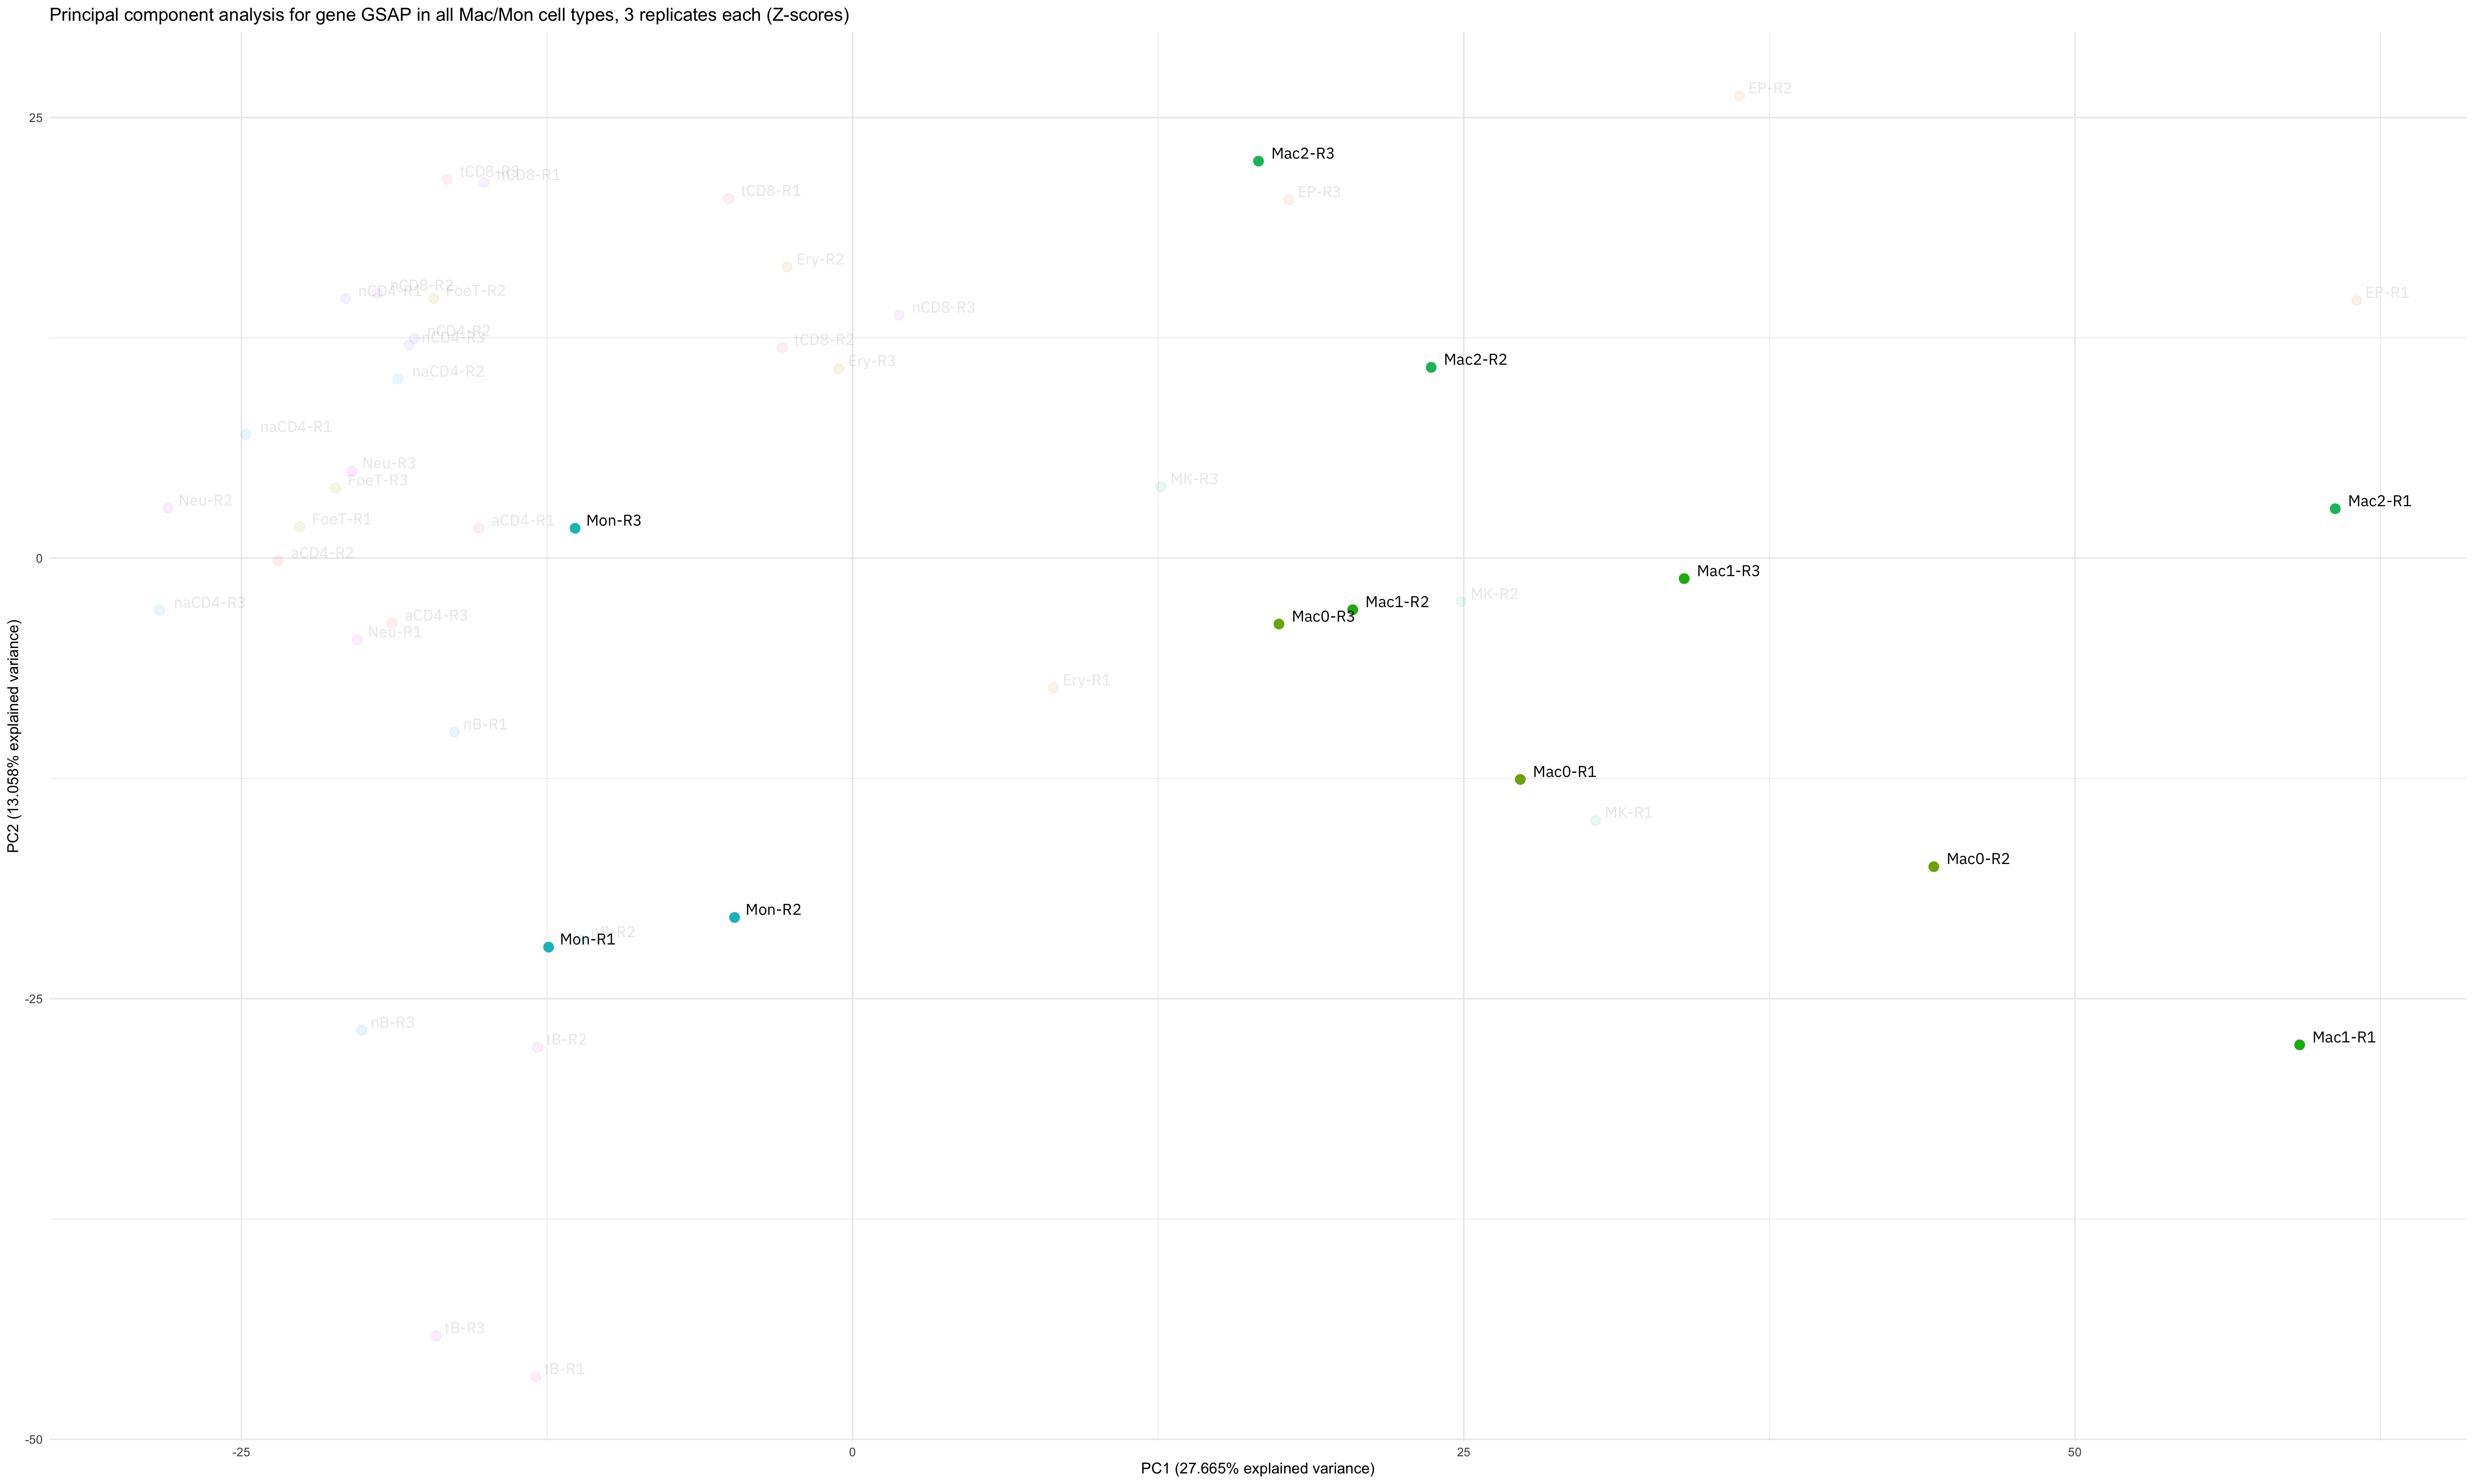 Principal component analysis for gene GSAP in all Mac/Mon cell types, 3 replicates each (Z-scores)
EP-R2
25
Mac2-R3
tCD8-R3
nCD8-R1
tCD8-R1
EP-R3
Ery-R2
nCD8-R2
nCD4-R1
FoeT-R2
EP-R1
nCD8-R3
nCD4-R2
nCD4-R3
tCD8-R2
Ery-R3
Mac2-R2
naCD4-R2
naCD4-R1
Neu-R3
FoeT-R3
MK-R3
Neu-R2
Mac2-R1
FoeT-R1
aCD4-R1
Mon-R3
0
aCD4-R2
Mac1-R3
naCD4-R3
Mac1-R2
MK-R2
aCD4-R3
Mac0-R3
Neu-R1
Ery-R1
PC2 (13.058% explained variance)
nB-R1
Mac0-R1
MK-R1
Mac0-R2
Mon-R2
nB-R2
Mon-R1
-25
nB-R3
tB-R2
Mac1-R1
tB-R3
tB-R1
-50
-25
0
25
50
PC1 (27.665% explained variance)